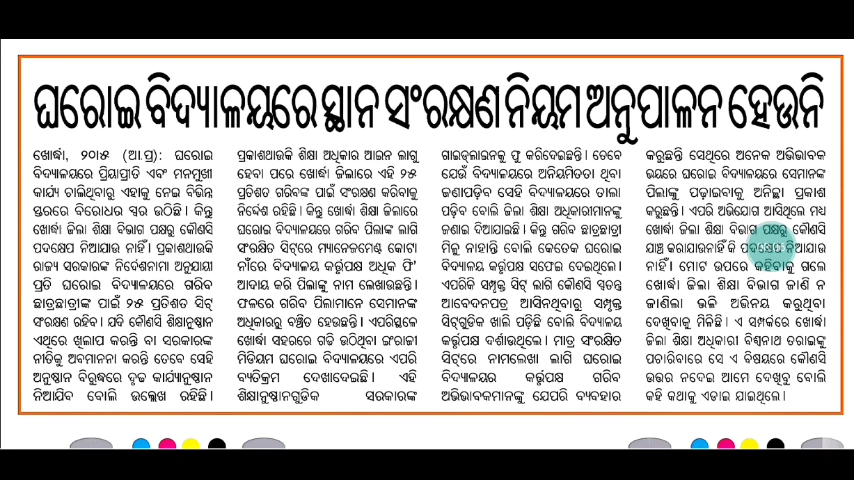 ଘରୋଇ ବିଦ୍ୟାଳୟରେ ସ୍ଥାନ ସଂରକ୍ଷଣ ନିୟମ ଅନୁପାଳନ ହେଉନି
ଖୋର୍ଦ୍ଧା, ୨୦।୫ (ଆ.ପ୍ର): ଘରୋଇ
ବିଦ୍ୟାଳୟରେ ପ୍ରିୟାପ୍ରୀତି ଏବଂ ମନମୁଖୀ
କାର୍ଯ୍ୟ ଚାଲିଥିବାରୁ ଏହାକୁ ନେଇ ବିଭିନ୍ନ
ସ୍ତରରେ ବିରୋଧର ସ୍ୱର ଉଠିଛି । କିନ୍ତୁ
ଖୋର୍ଦ୍ଧା ଜିଲା ଶିକ୍ଷା ବିଭାଗ ପକ୍ଷରୁ କୌଣସି
ପଦକ୍ଷେପ ନିଆଯାଉ ନାହିଁ । ପ୍ରକାଶଥାଉକି
ରାଜ୍ୟ ସରକାରଙ୍କ ନିର୍ଦ୍ଦେଶନାମା ଅନୁଯାୟୀ
ପ୍ରତି ଘରୋଇ ବିଦ୍ୟାଳୟରେ ଗରିବ
ଛାତ୍ରଛାତ୍ରୀଙ୍କ ପାଇଁ ୨୫ ପ୍ରତିଶତ ସିଟ୍
ସଂରକ୍ଷଣ ରହିବ । ଯଦି କୌଣସି ଶିକ୍ଷାନୁଷ୍ଠାନ
ଏଥିରେ ଖିଲାପ କରନ୍ତି ବା ସରକାରଙ୍କ
ନୀତିକୁ ଅବମାନନା କରନ୍ତି ତେବେ ସେହି
ଅନୁଷ୍ଠାନ ବିରୁଦ୍ଧରେ ଦୃଢ କାର୍ଯ୍ୟାନୁଷ୍ଠାନ
ନିଆଯିବ ବୋଲି ଉଲ୍ଲେଖ ରହିଛି ।
ପ୍ରକାଶଥାଉକି ଶିକ୍ଷା ଅଧିକାର ଆଇନ ଲାଗୁ
ହେବା ପରେ ଖୋର୍ଦ୍ଧା ଜିଲାରେ ଏହି ୨୫
ପ୍ରତିଶତ ଗରିବଙ୍କ ପାଇଁ ସଂରକ୍ଷଣ କରିବାକୁ
ନିର୍ଦ୍ଦେଶ ରହିଛି । କିନ୍ତୁ ଖୋର୍ଦ୍ଧା ଶିକ୍ଷା ଜିଲାରେ
ଘରୋଇ ବିଦ୍ୟାଳୟରେ ଗରିବ ପିଲାଙ୍କ ଲାଗି
ସଂରକ୍ଷିତ ସିଟ୍‌ରେ ମ୍ୟାନେଜମେଣ୍ଟ କୋଟା
ନାଁରେ ବିଦ୍ୟାଳୟ କର୍ତ୍ତୃପକ୍ଷ ଅଧିକ ଫି'
ଆଦାୟ କରି ପିଲାଙ୍କୁ ନାମ ଲେଖାଉଛନ୍ତି ।
ଫଳରେ ଗରିବ ପିଲାମାନେ ସେମାନଙ୍କ
ଅଧିକାରରୁ ବଞ୍ଚିତ ହେଉଛନ୍ତି । ଏପରିସ୍ଥଳେ
ଖୋର୍ଦ୍ଧା ସହରରେ ଗଢି ଉଠିଥିବା ଇଂରାଜୀ
ମିଡିୟମ ଘରୋଇ ବିଦ୍ୟାଳୟରେ ଏପରି
ବ୍ୟତିକ୍ରମ ଦେଖାଦେଇଛି । ଏହି
ଶିକ୍ଷାନୁଷ୍ଠାନଗୁଡିକ ସରକାରଙ୍କ
ଗାଇଡ୍‌ଲାଇନକୁ ଫୁ କରିଦେଇଛନ୍ତି । ତେବେ
ଯେଉଁ ବିଦ୍ୟାଳୟରେ ଅନିୟମିତତା ଥିବା
ଜଣାପଡ଼ିବ ସେହି ବିଦ୍ୟାଳୟରେ ତାଲା
ପଡ଼ିବ ବୋଲି ଜିଲା ଶିକ୍ଷା ଅଧିକାରୀମାନଙ୍କୁ
ଜଣାଇ ଦିଆଯାଇଛି । କିନ୍ତୁ ଗରିବ ଛାତ୍ରଛାତ୍ରୀ
ମିଳୁ ନାହାନ୍ତି ବୋଲି କେତେକ ଘରୋଇ
ବିଦ୍ୟାଳୟ କର୍ତ୍ତୃପକ୍ଷ ସଫେଇ ଦେଇଥିଲେ ।
ଏପରିକି ସମ୍ପୃକ୍ତ ସିଟ୍ ଲାଗି କୌଣସି ସ୍ୱତନ୍ତ୍ର
ଆବେଦନପତ୍ର ଆସିନଥିବାରୁ ସମ୍ପୃକ୍ତ
ସିଟ୍‌ଗୁଡିକ ଖାଲି ପଡ଼ିଛି ବୋଲି ବିଦ୍ୟାଳୟ
କର୍ତ୍ତୃପକ୍ଷ ଦର୍ଶାଉଥିଲେ । ମାତ୍ର ସଂରକ୍ଷିତ
ସିଟ୍‌ରେ ନାମଲେଖା ଲାଗି ଘରୋଇ
ବିଦ୍ୟାଳୟର କର୍ତ୍ତୃପକ୍ଷ ଗରିବ
ଅଭିଭାବକମାନଙ୍କୁ ଯେପରି ବ୍ୟବହାର
କରୁଛନ୍ତି ସେଥିରେ ଅନେକ ଅଭିଭାବକ
ଭୟରେ ଘରୋଇ ବିଦ୍ୟାଳୟରେ ସେମାନଙ୍କ
ପିଲାଙ୍କୁ ପଢ଼ାଇବାକୁ ଅନିଚ୍ଛା ପ୍ରକାଶ
କରୁଛନ୍ତି । ଏପରି ଅଭିଯୋଗ ଆସିଥିଲେ ମଧ୍ୟ
ଖୋର୍ଦ୍ଧା ଜିଲା ଶିକ୍ଷା ବିଭାଗ ପକ୍ଷରୁ କୌଣସି
ଯାଞ୍ଚ କରାଯାଉନାହିଁ କି ପଦକ୍ଷେପ ନିଆଯାଉ
ନାହିଁ । ମୋଟ ଉପରେ କହିବାକୁ ଗଲେ
ଖୋର୍ଦ୍ଧା ଜିଲା ଶିକ୍ଷା ବିଭାଗ ଜାଣି ନ
ଜାଣିଲା ଭଳି ଅଭିନୟ କରୁଥିବା
ଦେଖିବାକୁ ମିଳିଛି । ଏ ସମ୍ପର୍କରେ ଖୋର୍ଦ୍ଧା
ଜିଲା ଶିକ୍ଷା ଅଧିକାରୀ ବିଶ୍ୱନାଥ ତରାଇଙ୍କୁ
ପଚାରିବାରେ ସେ ଏ ବିଷୟରେ କୌଣସି
ଉତ୍ତର ନଦେଇ ଆମେ ଦେଖିବୁ ବୋଲି
କହି କଥାକୁ ଏଡାଇ ଯାଇଥିଲେ ।